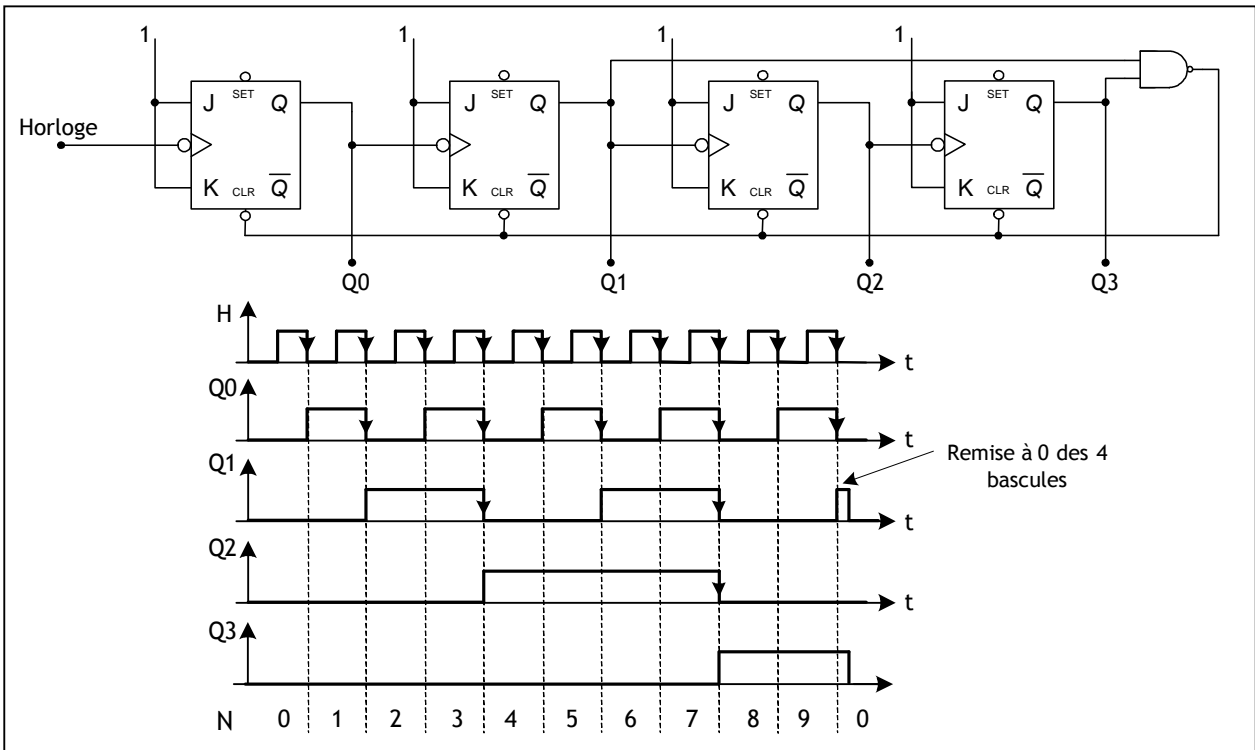 1 1 1 1
J SET Q J SET Q J SET Q J SET Q
Horloge
K CLR Q K CLR Q K CLR Q K CLR Q
Q0 Q1 Q2 Q3
H
t
Q0
t
Remise à 0 des 4
bascules
Q1
t
Q2
t
Q3
N 0 1 2 3 4 5 6 7 8 9 0